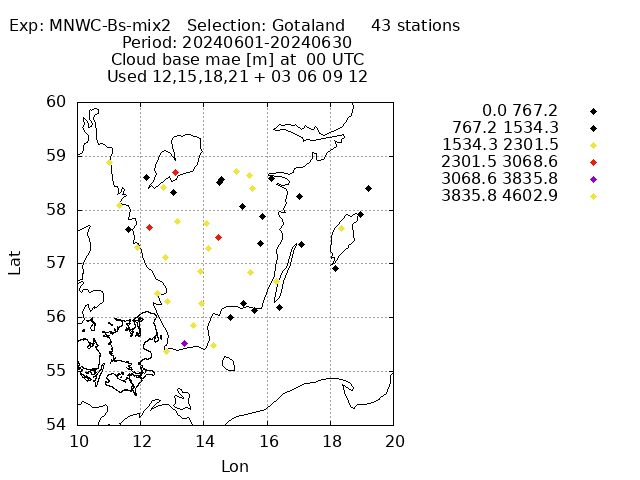 Exp: MNWC-Bs-mix2 Selection: Gotaland 43 stations
Period: 20240601-20240630
Cloud base mae [m] at 00 UTC
Used 12,15,18,21 + 03 06 09 12
0.0 767.2
767.2 1534.3
1534.3 2301.5
2301.5 3068.6
3068.6 3835.8
3835.8 4602.9
60
59
58
57
56
55
54
Lat
10 12 14 16 18 20
Lon